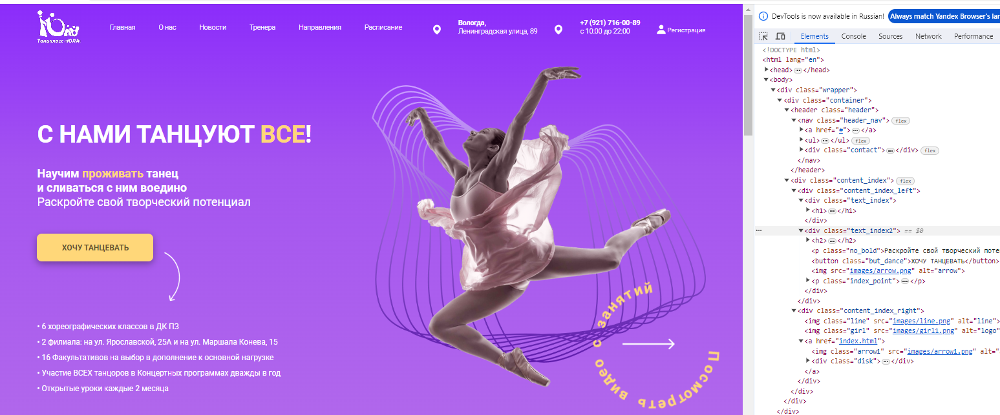 Юла
Танцкласс «ЮЛА»
Главная
О нас
Новости
Тренера
Направления
Расписание
Вологда,
Ленинградская улица, 89
+7 (921) 716-00-89
с 10:00 до 22:00
Регистрация
С НАМИ ТАНЦУЮТ ВСЕ!
Научим проживать танец
и сливаться с ним воедино
Раскройте свой творческий потенциал
ХОЧУ ТАНЦЕВАТЬ
• 6 хореографических классов в ДК ПЗ
• 2 филиала: на ул. Ярославской, 25А и на ул. Маршала Конева, 15
• 16 Факультативов на выбор в дополнение к основной нагрузке
• Участие ВСЕХ танцоров в Концертных программах дважды в год
• Открытые уроки каждые 2 месяца
Посмотреть видео с занятий
DevTools is now available in Russian!
Always match Yandex Browser's lan
Elements
Console
Sources
Network
Performance
<!DOCTYPE html>
<html lang="en">
<head> ⋯ </head>
<body>
<div class="wrapper">
<div class="container">
<header class="header">
<nav class="header_nav"> flex
<a href="#"> ⋯ </a>
<ul> ⋯ </ul> flex
<div class="contact"> ⋯ </div> flex
</nav>
</header>
<div class="content_index"> flex
<div class="content_index_left">
<div class="text_index">
<h1> ⋯ </h1>
</div>
<div class="text_index2"> == $0
<h2> ⋯ </h2>
<p class="no_bold">Раскройте свой творческий поте
<button class="but_dance">ХОЧУ ТАНЦЕВАТЬ</button>
<img src="images/arrow.png" alt="arrow">
<p class="index_point"> ⋯ </p>
</div>
</div>
<div class="content_index_right">
<img class="line" src="images/line.png" alt="line">
<img class="girl" src="images/girl1.png" alt="logo"
<a href="index.html">
<img class="arrow1" src="images/arrow1.png" alt="
<div class="disk"> ⋯ </div>
</a>
</div>
</div>
</div>
</div>